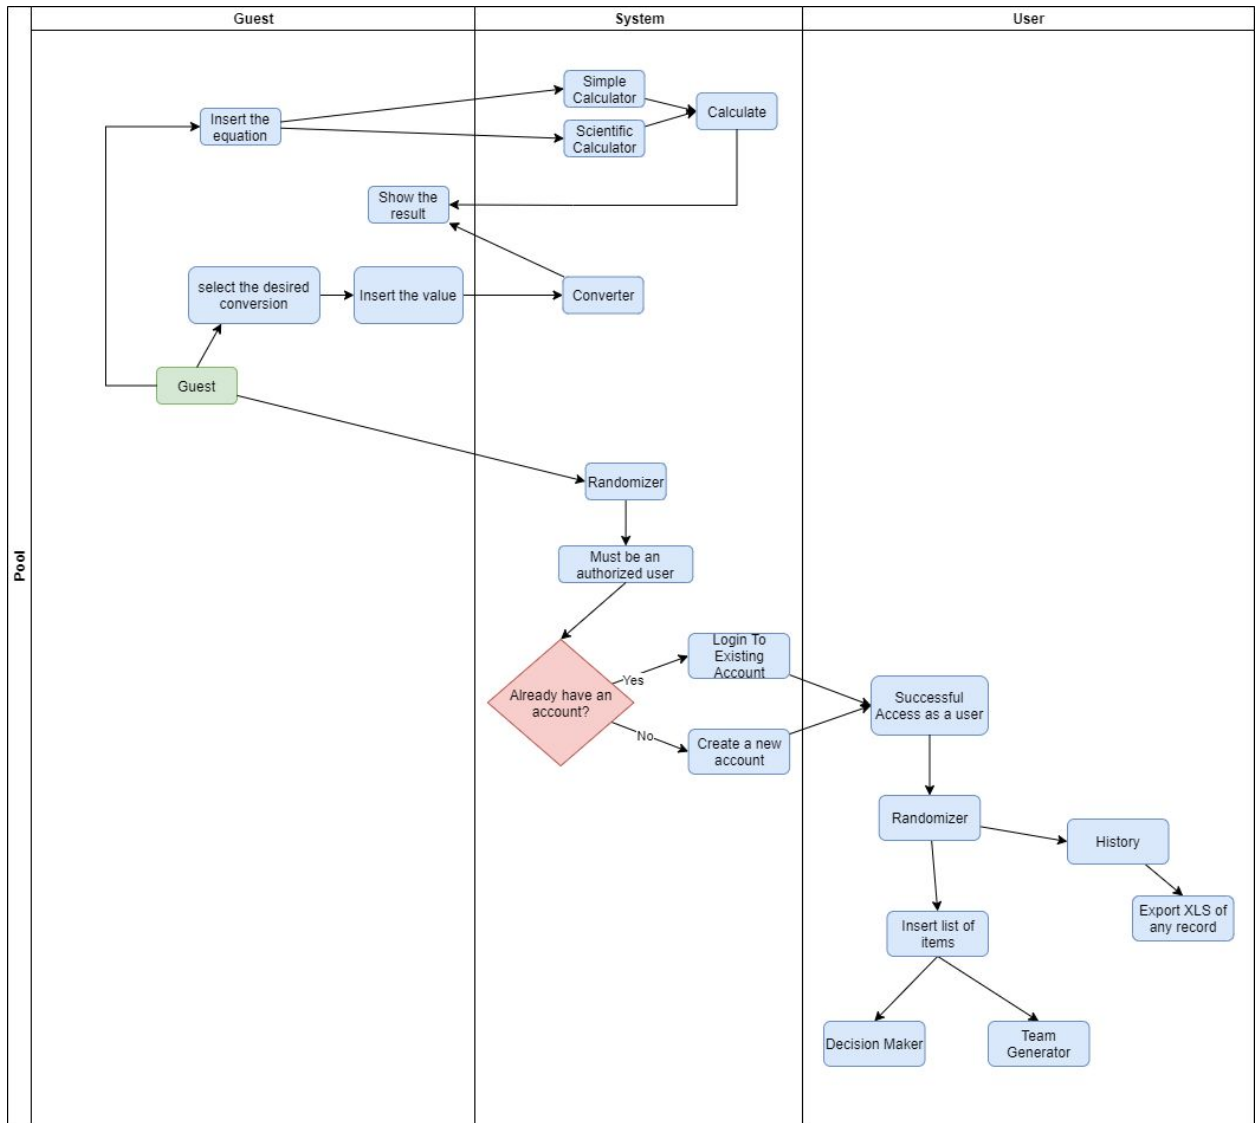 Guest
System
User
Pool
Simple
Calculator
Insert the
equation
Scientific
Calculator
Calculate
Show the
result
select the desired
conversion
Insert the value
Converter
Guest
Randomizer
Must be an
authorized user
Already have an
account?
Yes
No
Login To
Existing
Account
Create a new
account
Successful
Access as a user
Randomizer
History
Export XLS of
any record
Insert list of
items
Decision Maker
Team
Generator